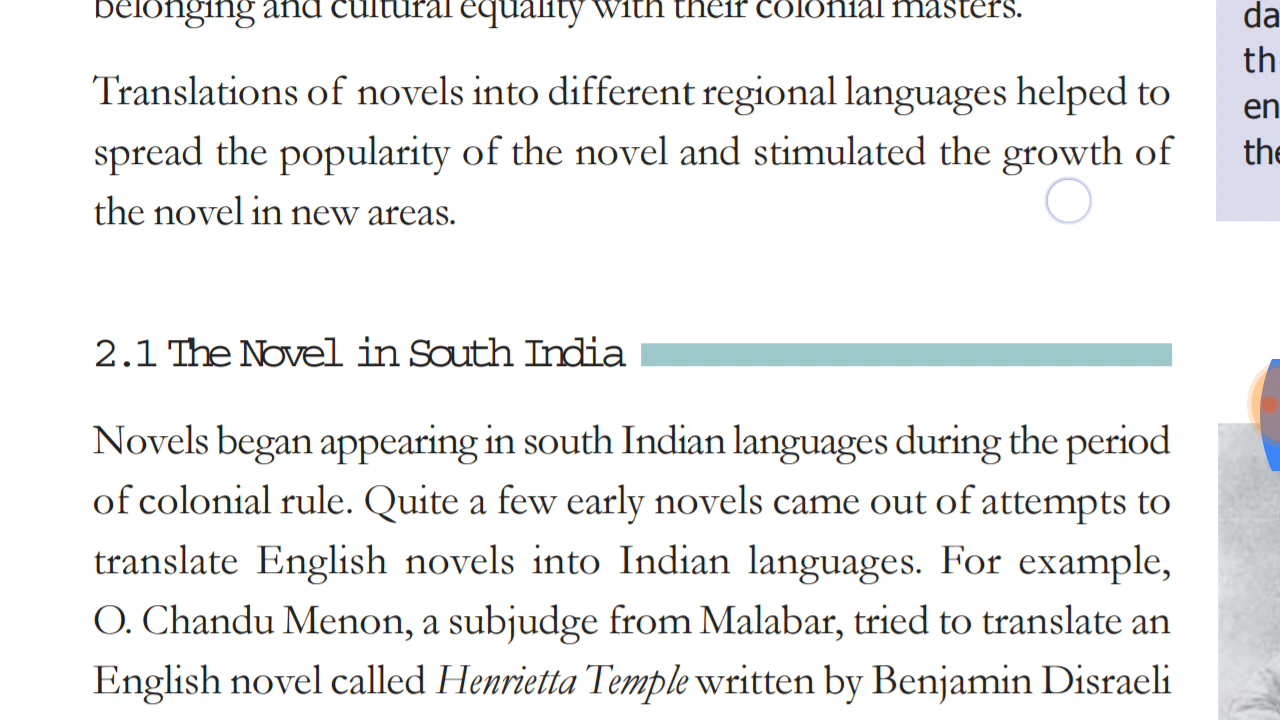 belonging and cultural equality with their colonial masters.
Translations of novels into different regional languages helped to
spread the popularity of the novel and stimulated the growth of
the novel in new areas.
2.1 The Novel in South India
Novels began appearing in south Indian languages during the period
of colonial rule. Quite a few early novels came out of attempts to
translate English novels into Indian languages. For example,
O. Chandu Menon, a subjudge from Malabar, tried to translate an
English novel called Henrietta Temple written by Benjamin Disraeli
da
th
en
the